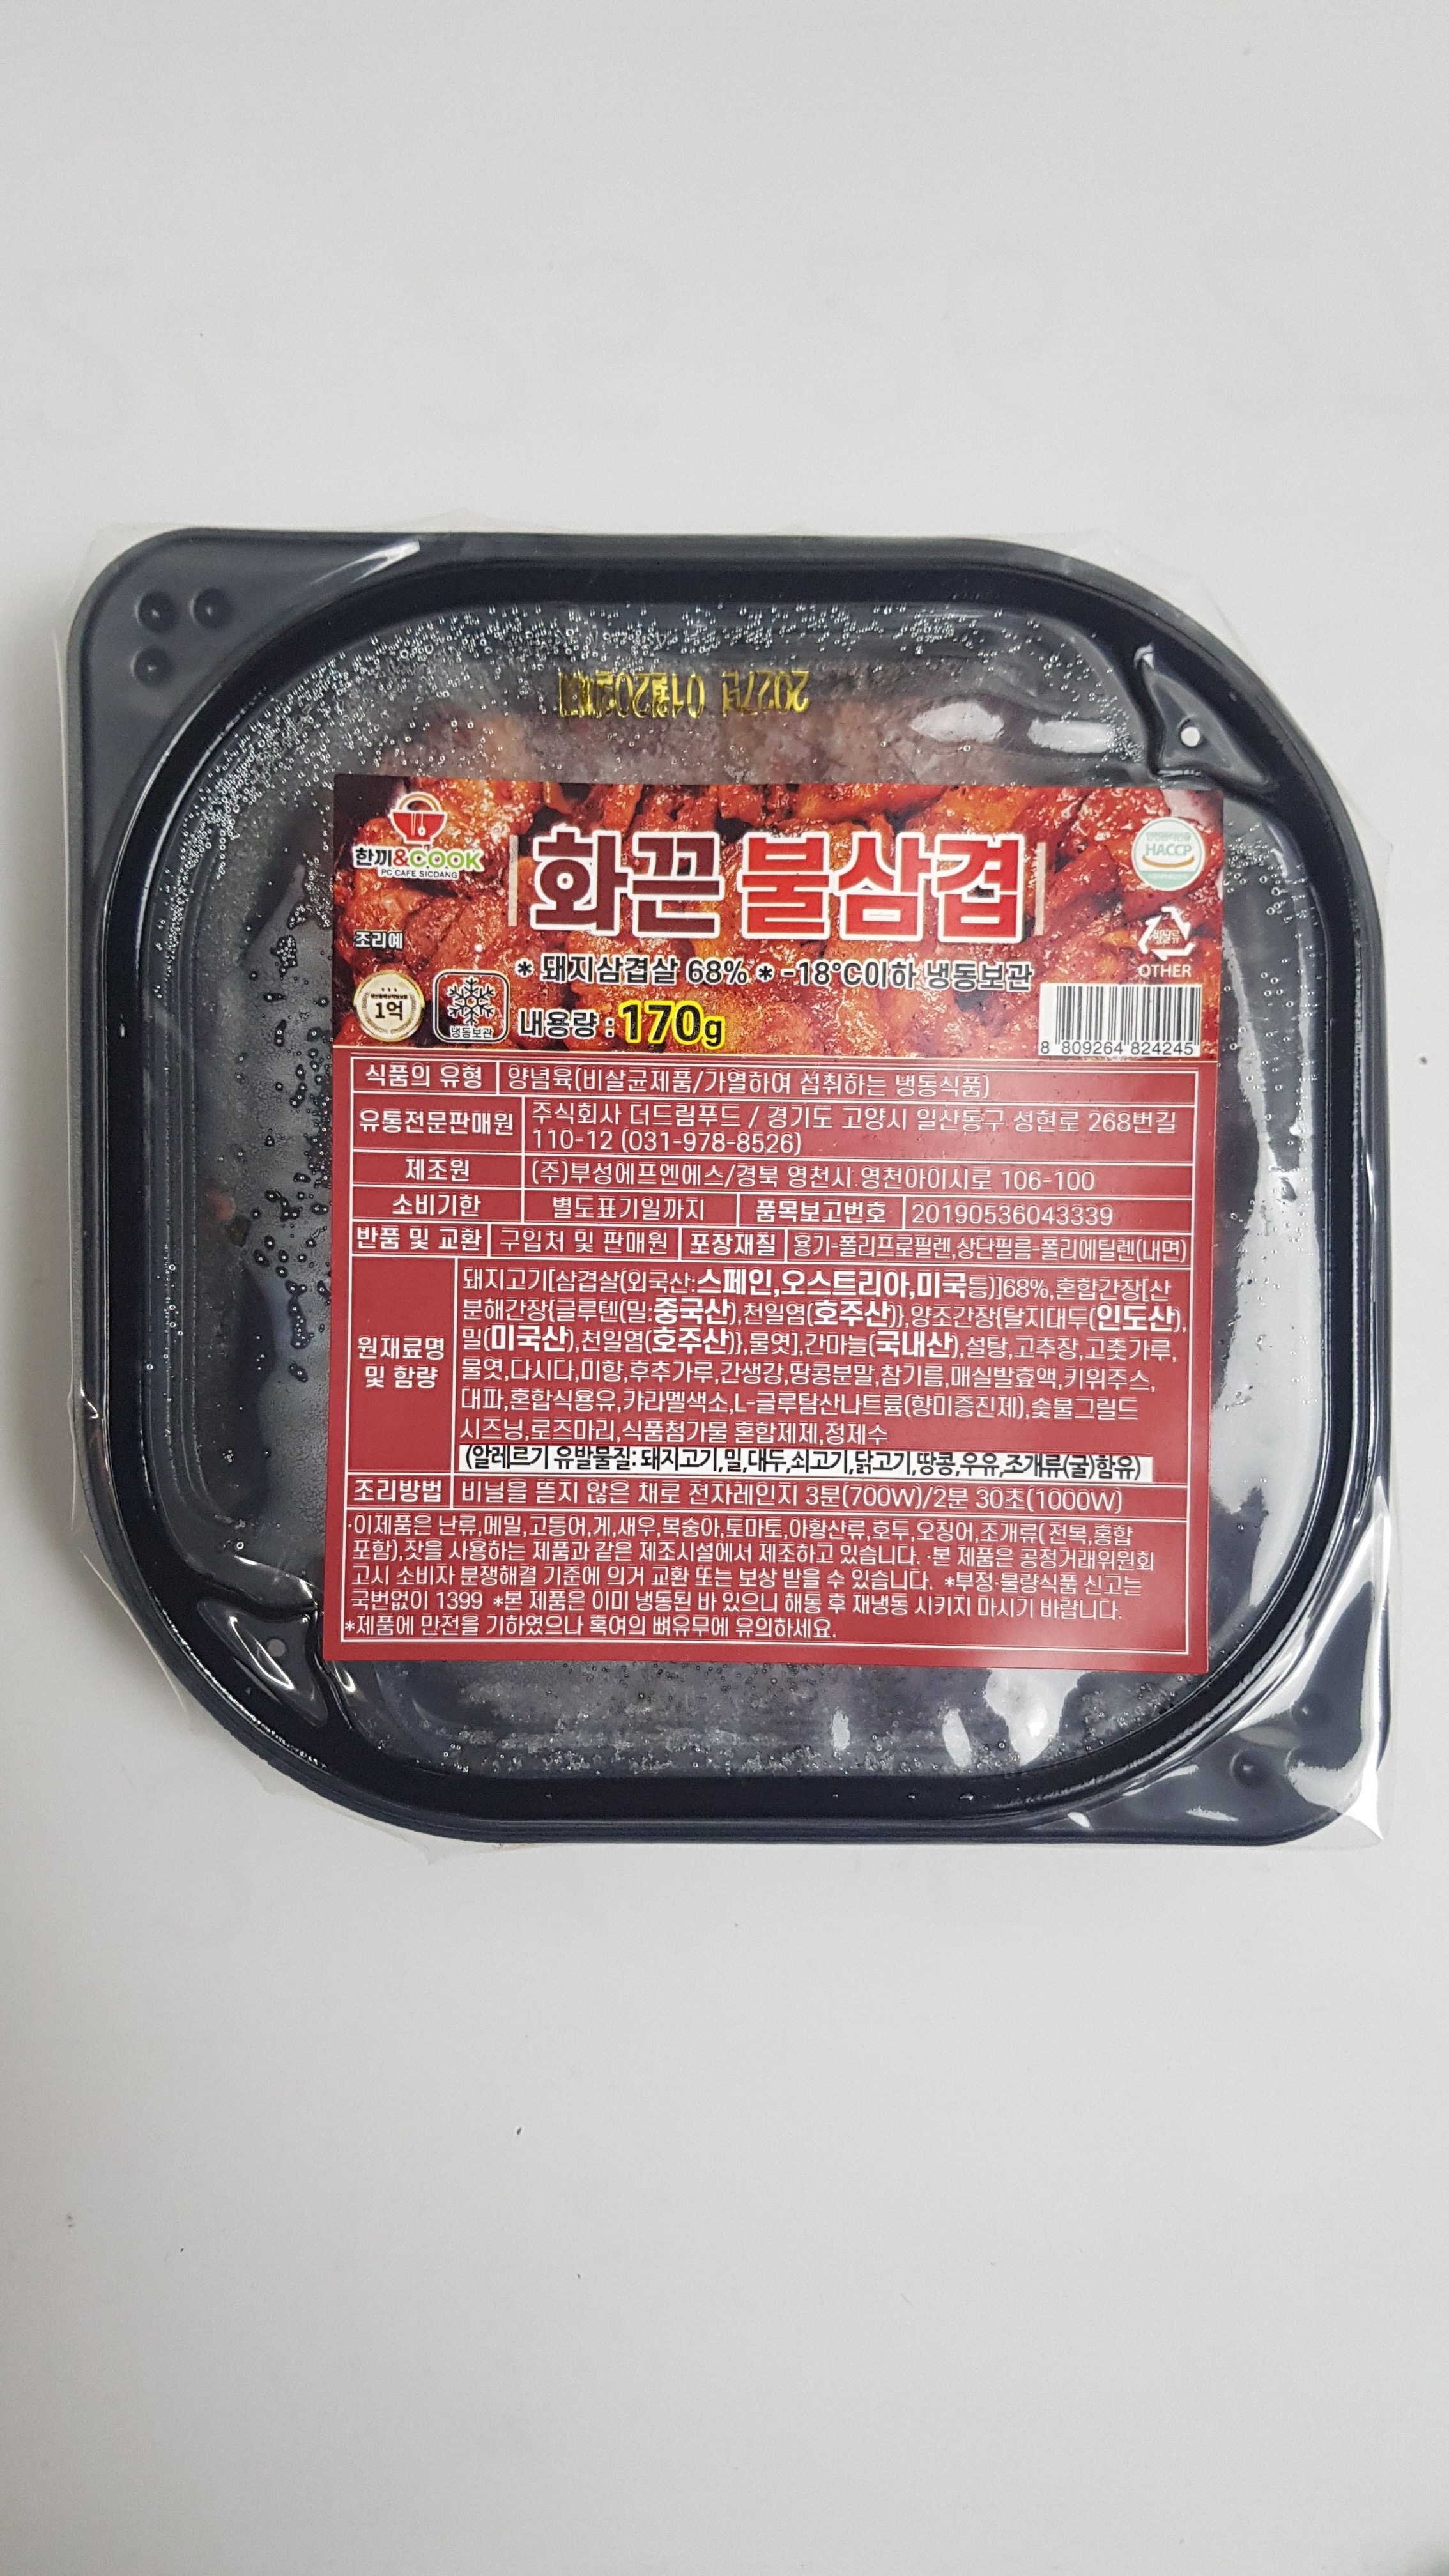 2027년 01월20일까지
한끼&COOK
PC CAFE SICDANG
화끈 불삼겹
HACCP
조리예
* 돼지삼겹살 68% * -18°C이하 냉동보관
OTHER
1억
냉동보관
내용량 : 170g
8 809264 824245
식품의 유형 양념육(비살균제품/가열하여 섭취하는 냉동식품)
유통전문판매원 주식회사 더드림푸드 / 경기도 고양시 일산동구 성현로 268번길
110-12 (031-978-8526)
제조원 (주)부성에프엔에스/경북 영천시 영천아이시로 106-100
소비기한 별도표기일까지 품목보고번호 20190536043339
반품 및 교환 구입처 및 판매원 포장재질 용기-폴리프로필렌,상단필름-폴리에틸렌(내면)
원재료명
및 함량
돼지고기[삼겹살(외국산:스페인,오스트리아,미국등)]68%,혼합간장[산
분해간장{글루텐(밀:중국산),천일염(호주산)},양조간장{탈지대두(인도산),
밀(미국산),천일염(호주산)},물엿],간마늘(국내산),설탕,고추장,고춧가루,
물엿,다시다,미향,후추가루,간생강,땅콩분말,참기름,매실발효액,키위주스,
대파,혼합식용유,캬라멜색소,L-글루탐산나트륨(향미증진제),숯불그릴드
시즈닝,로즈마리,식품첨가물 혼합제제,정제수
(알레르기 유발물질: 돼지고기,밀,대두,쇠고기,닭고기,땅콩,우유,조개류(굴)함유)
조리방법 비닐을 뜯지 않은 채로 전자레인지 3분(700W)/2분 30초(1000W)
·이제품은 난류,메밀,고등어,게,새우,복숭아,토마토,아황산류,호두,오징어,조개류(전복,홍합
포함),잣을 사용하는 제품과 같은 제조시설에서 제조하고 있습니다. ·본 제품은 공정거래위원회
고시 소비자 분쟁해결 기준에 의거 교환 또는 보상 받을 수 있습니다. *부정·불량식품 신고는
국번없이 1399 *본 제품은 이미 냉동된 바 있으니 해동 후 재냉동 시키지 마시기 바랍니다.
*제품에 만전을 기하였으나 혹여의 뼈유무에 유의하세요.